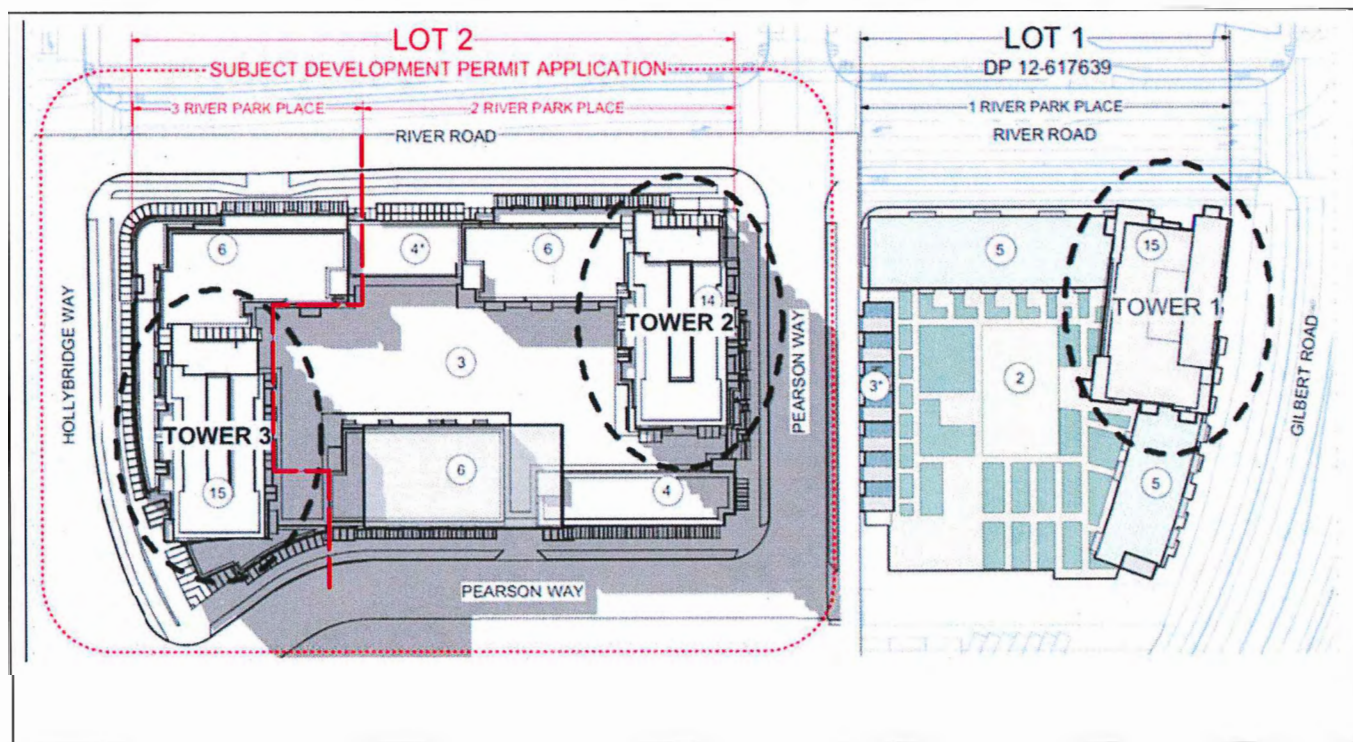 LOT 2
SUBJECT DEVELOPMENT PERMIT APPLICATION
3 RIVER PARK PLACE
2 RIVER PARK PLACE
RIVER ROAD
HOLLYBRIDGE WAY
6
4*
6
14
TOWER 2
3
TOWER 3
15
6
4
PEARSON WAY
PEARSON WAY
LOT 1
DP 12-617639
1 RIVER PARK PLACE
RIVER ROAD
5
15
TOWER 1
3*
2
5
GILBERT ROAD